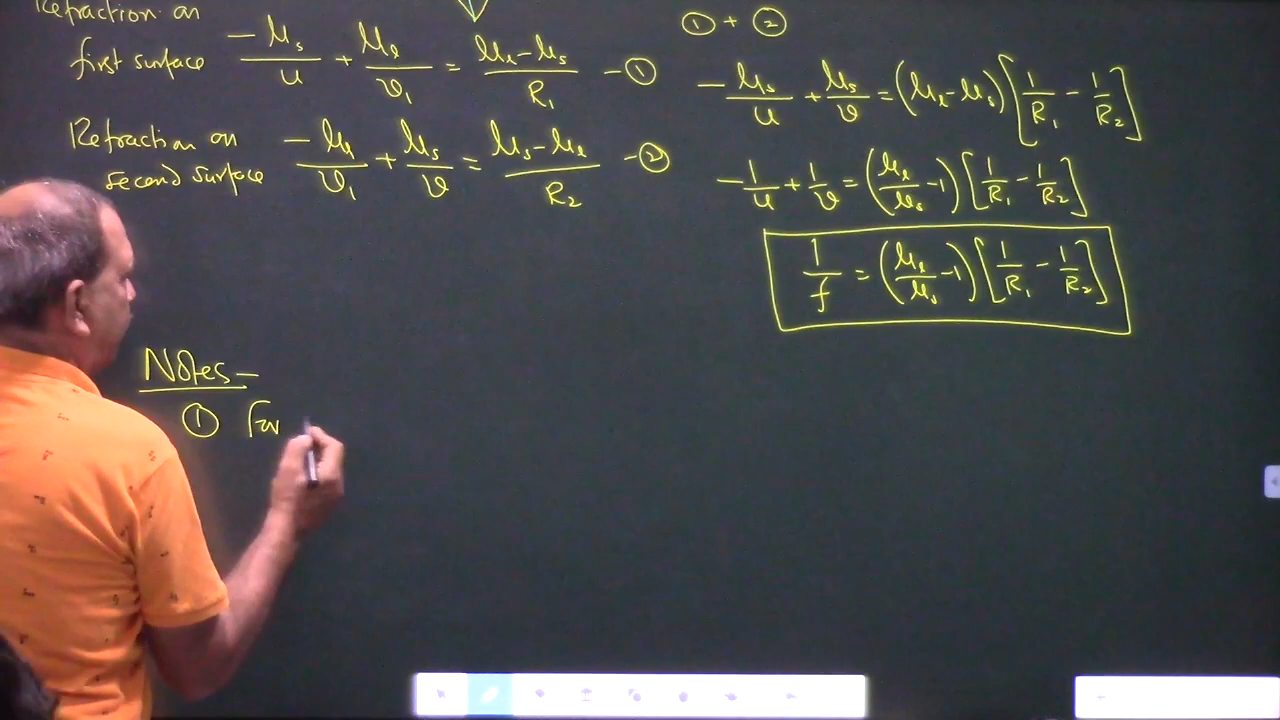 Refraction on
first surface -μs/u + μl/v1 = (μl-μs)/R1 -①
Refraction on
second surface -μl/v1 + μs/v = (μs-μl)/R2 -②
① + ②
-μs/u + μs/v = (μl-μs)[1/R1 - 1/R2]
-1/u + 1/v = (μl/μs -1)[1/R1 - 1/R2]
1/f = (μl/μs -1)[1/R1 - 1/R2]
Notes-
① For